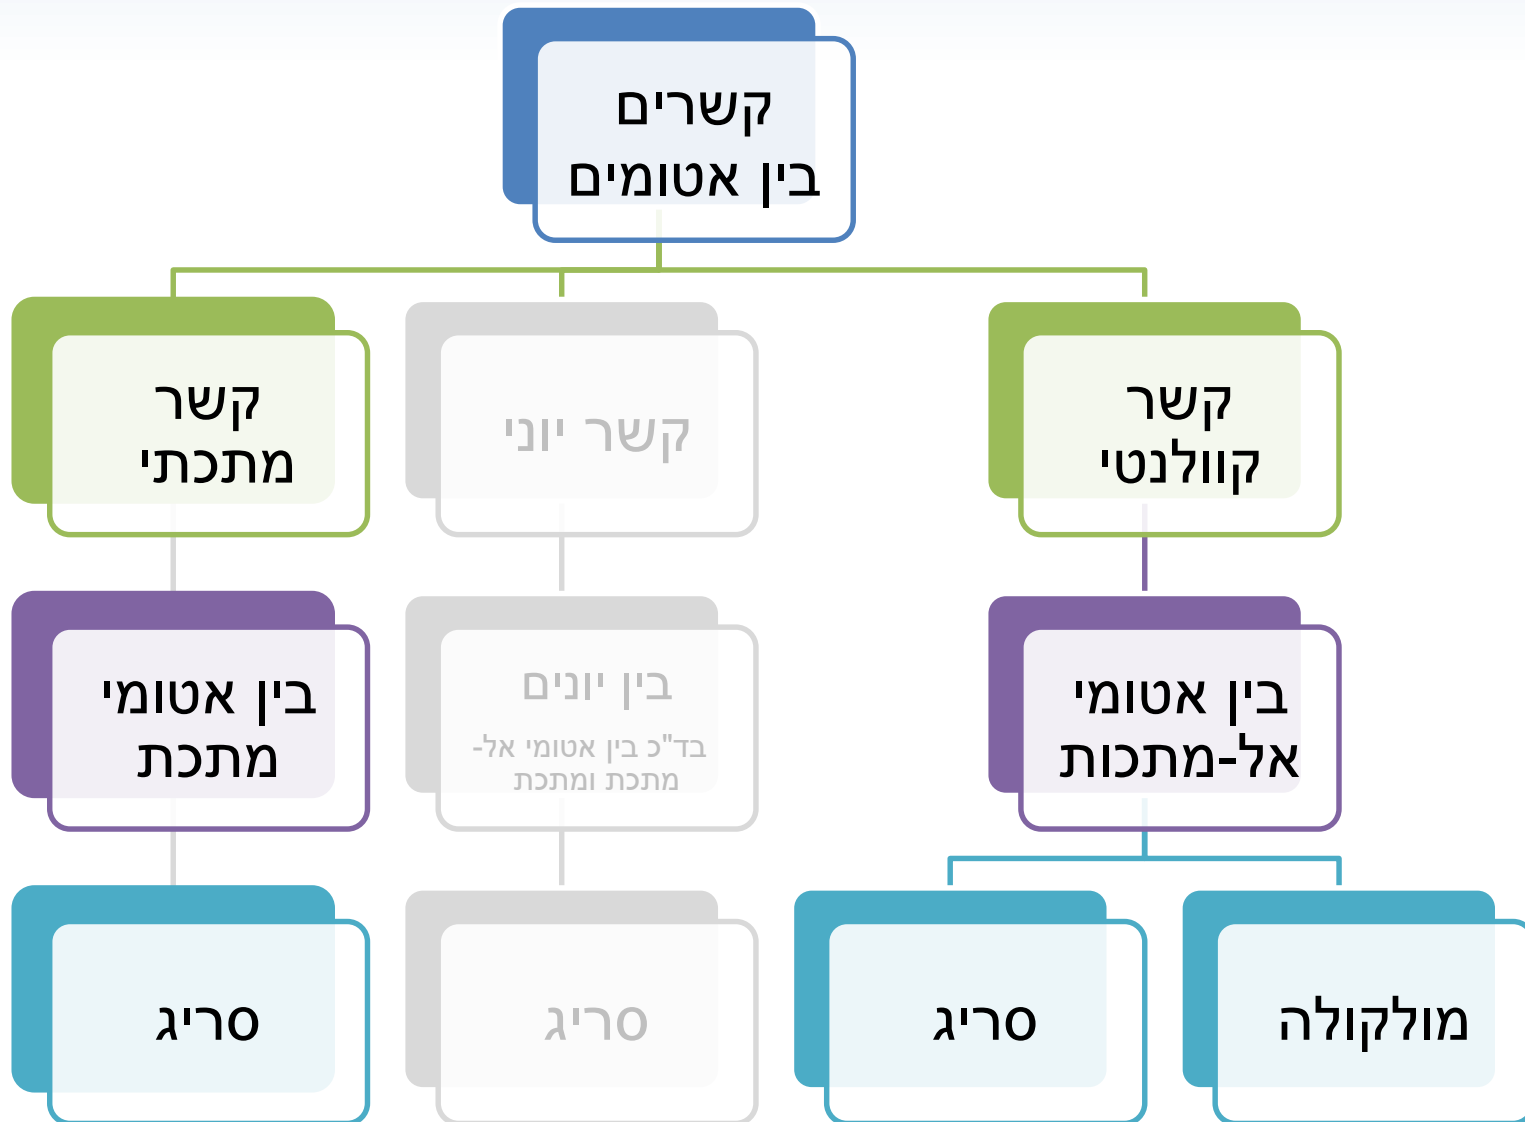 קשרים
בין אטומים
קשר
קוולנטי
קשר יוני
קשר
מתכתי
בין אטומי
אל-מתכות
בין יונים
בד"כ בין אטומי אל-
מתכת ומתכת
בין אטומי
מתכת
מולקולה
סריג
סריג
סריג